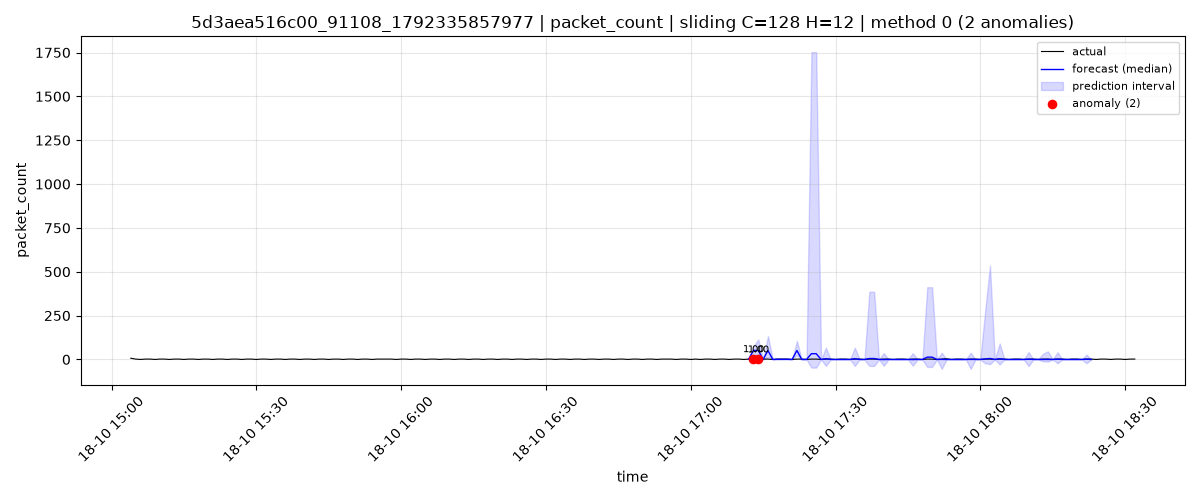 5d3aea516c00_91108_1792335857977 | packet_count | sliding C=128 H=12 | method 0 (2 anomalies)
actual
forecast (median)
prediction interval
anomaly (2)
packet_count
1750
1500
1250
1000
750
500
250
0
18-10 15:00
18-10 15:30
18-10 16:00
18-10 16:30
18-10 17:00
18-10 17:30
18-10 18:00
18-10 18:30
time